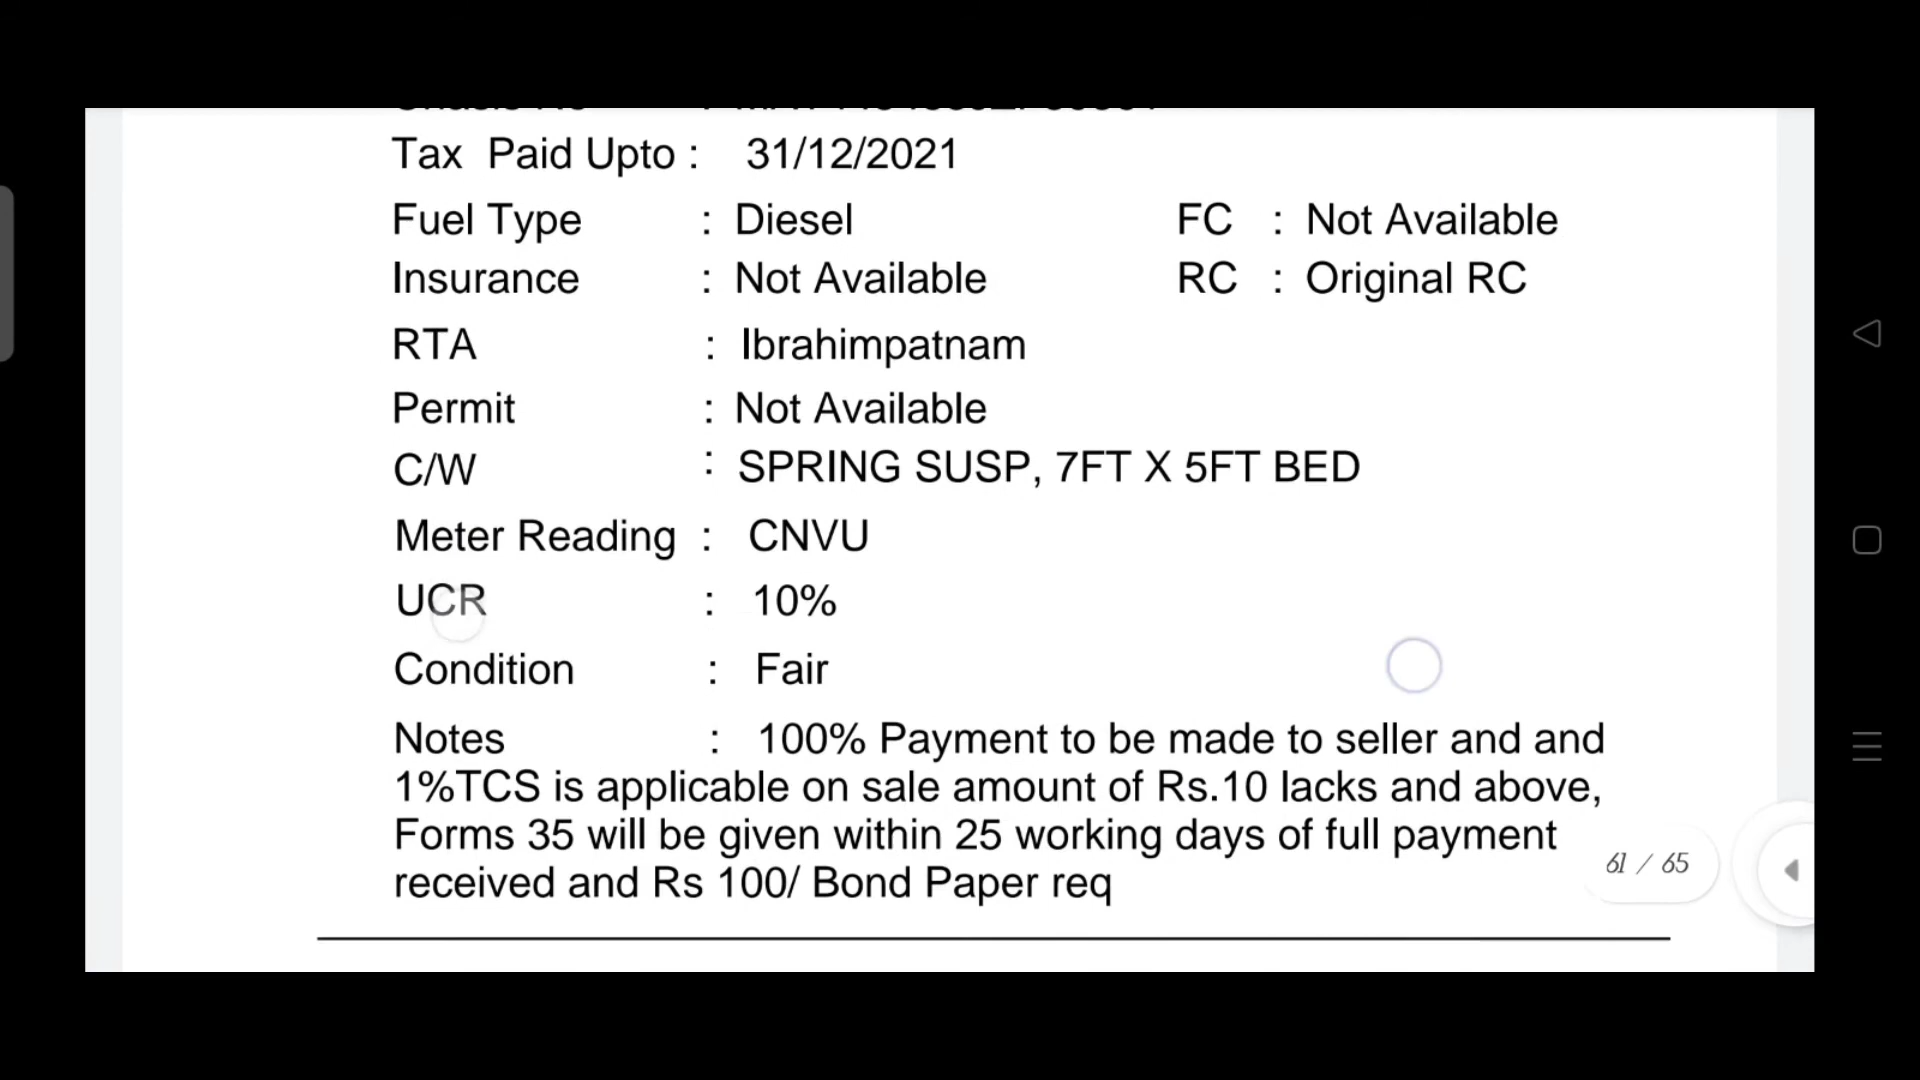 Tax Paid Upto : 31/12/2021
Fuel Type : Diesel FC : Not Available
Insurance : Not Available RC : Original RC
RTA : Ibrahimpatnam
Permit : Not Available
C/W : SPRING SUSP, 7FT X 5FT BED
Meter Reading : CNVU
UCR : 10%
Condition : Fair
Notes : 100% Payment to be made to seller and and
1%TCS is applicable on sale amount of Rs.10 lacks and above,
Forms 35 will be given within 25 working days of full payment
received and Rs 100/ Bond Paper req
61 / 65